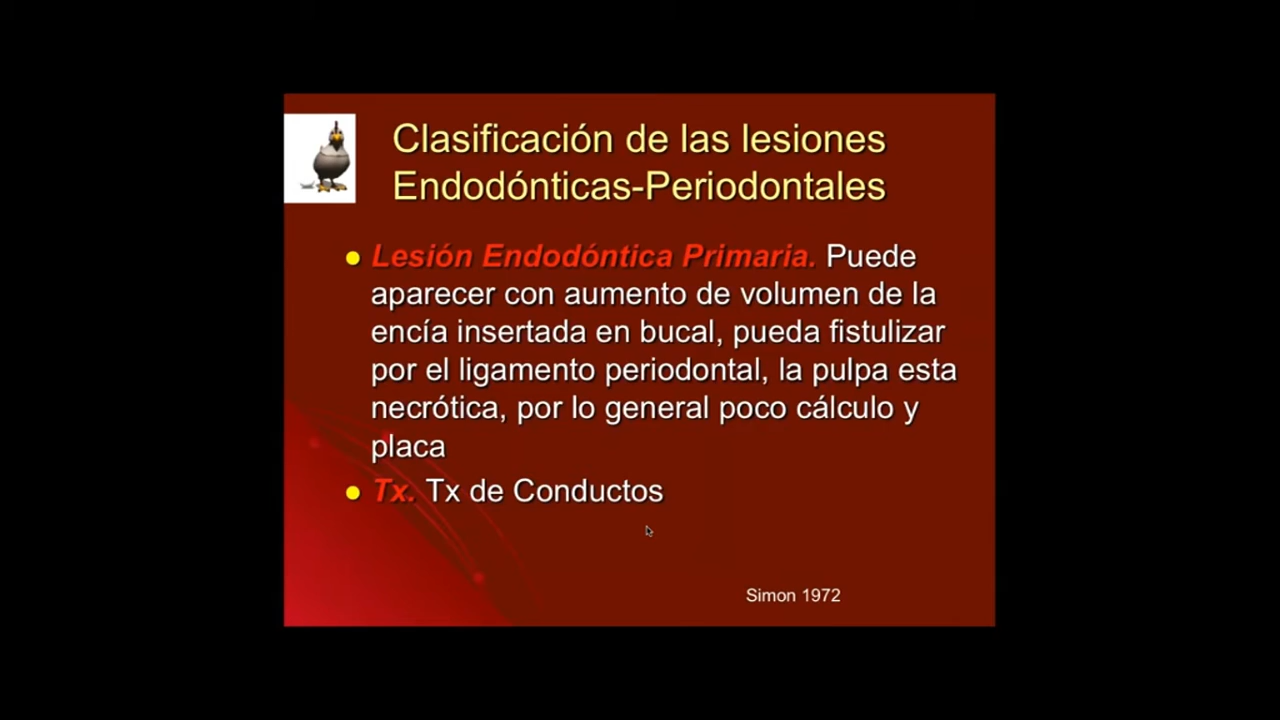 Clasificación de las lesiones
Endodónticas-Periodontales
Lesión Endodóntica Primaria. Puede
aparecer con aumento de volumen de la
encía insertada en bucal, pueda fistulizar
por el ligamento periodontal, la pulpa esta
necrótica, por lo general poco cálculo y
placa
Tx. Tx de Conductos
Simon 1972